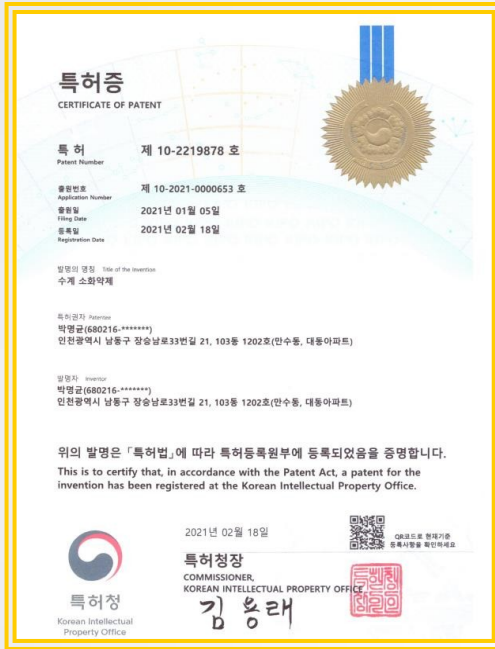 특허증
CERTIFICATE OF PATENT
특 허 제 10-2219878 호
Patent Number
출원번호 제 10-2021-0000653 호
Application Number
출원일 2021년 01월 05일
Filing Date
등록일 2021년 02월 18일
Registration Date
발명의 명칭 Title of the Invention
수계 소화약제
특허권자 Patentee
박명균(680216-*******)
인천광역시 남동구 장승남로33번길 21, 103동 1202호(만수동, 대동아파트)
발명자 Inventor
박명균(680216-*******)
인천광역시 남동구 장승남로33번길 21, 103동 1202호(만수동, 대동아파트)
위의 발명은 「특허법」에 따라 특허등록원부에 등록되었음을 증명합니다.
This is to certify that, in accordance with the Patent Act, a patent for the
invention has been registered at the Korean Intellectual Property Office.
2021년 02월 18일
QR코드로 현재기준
등록사항을 확인하세요
특허청장
COMMISSIONER,
KOREAN INTELLECTUAL PROPERTY OFFICE
김용래
특허청
Korean Intellectual
Property Office